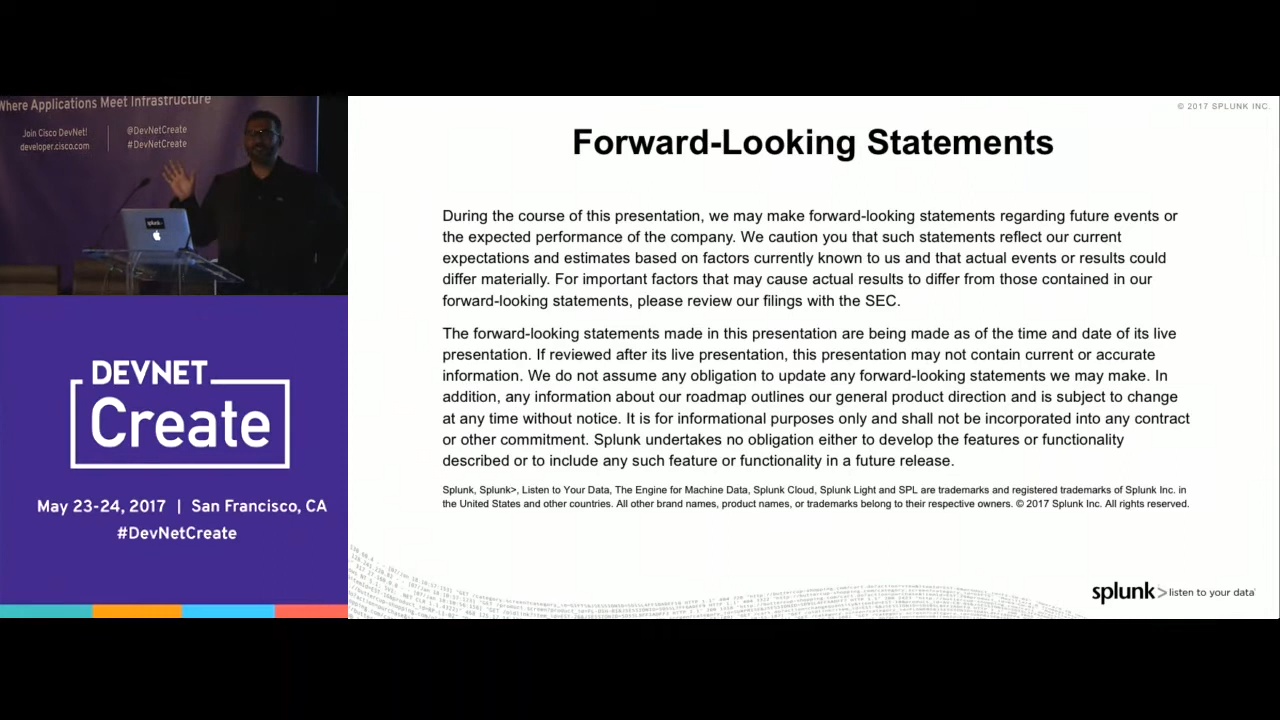 Where Applications Meet Infrastructure
Join Cisco DevNet!
developer.cisco.com
@DevNetCreate
#DevNetCreate
splunk>
DEVNET
Create
May 23-24, 2017 | San Francisco, CA
#DevNetCreate
© 2017 SPLUNK INC.
Forward-Looking Statements
During the course of this presentation, we may make forward-looking statements regarding future events or
the expected performance of the company. We caution you that such statements reflect our current
expectations and estimates based on factors currently known to us and that actual events or results could
differ materially. For important factors that may cause actual results to differ from those contained in our
forward-looking statements, please review our filings with the SEC.
The forward-looking statements made in this presentation are being made as of the time and date of its live
presentation. If reviewed after its live presentation, this presentation may not contain current or accurate
information. We do not assume any obligation to update any forward-looking statements we may make. In
addition, any information about our roadmap outlines our general product direction and is subject to change
at any time without notice. It is for informational purposes only and shall not be incorporated into any contract
or other commitment. Splunk undertakes no obligation either to develop the features or functionality
described or to include any such feature or functionality in a future release.
Splunk, Splunk>, Listen to Your Data, The Engine for Machine Data, Splunk Cloud, Splunk Light and SPL are trademarks and registered trademarks of Splunk Inc. in
the United States and other countries. All other brand names, product names, or trademarks belong to their respective owners. © 2017 Splunk Inc. All rights reserved.
splunk> listen to your data